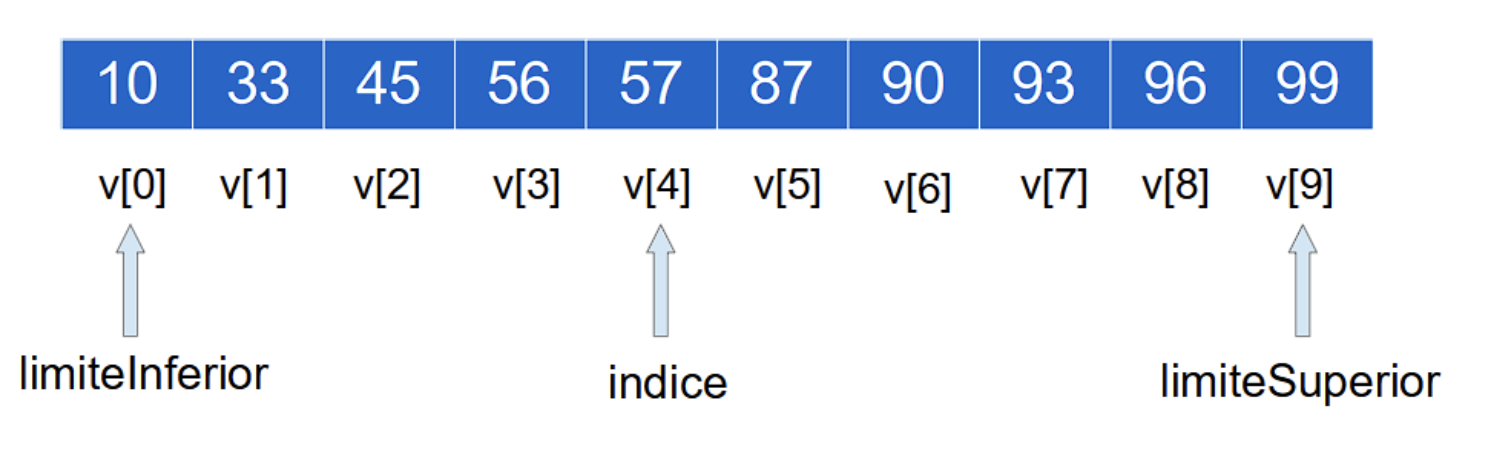 10 33 45 56 57 87 90 93 96 99
v[0] v[1] v[2] v[3] v[4] v[5] v[6] v[7] v[8] v[9]
limiteInferior indice limiteSuperior